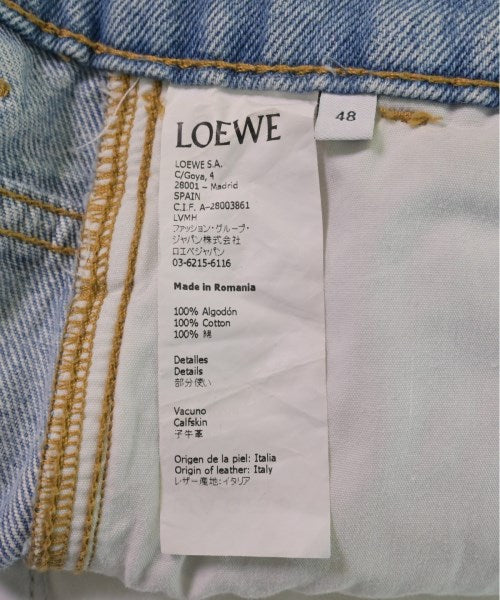 LOEWE
48
LOEWE S.A.
C/Goya, 4
28001 - Madrid
SPAIN
C.I.F. A-28003861
LVMH
ファッション・グループ・
ジャパン株式会社
ロエベジャパン
03-6215-6116
Made in Romania
100% Algodón
100% Cotton
100% 綿
Detalles
Details
部分使い
Vacuno
Calfskin
子牛革
Origen de la piel: Italia
Origin of leather: Italy
レザー産地:イタリア